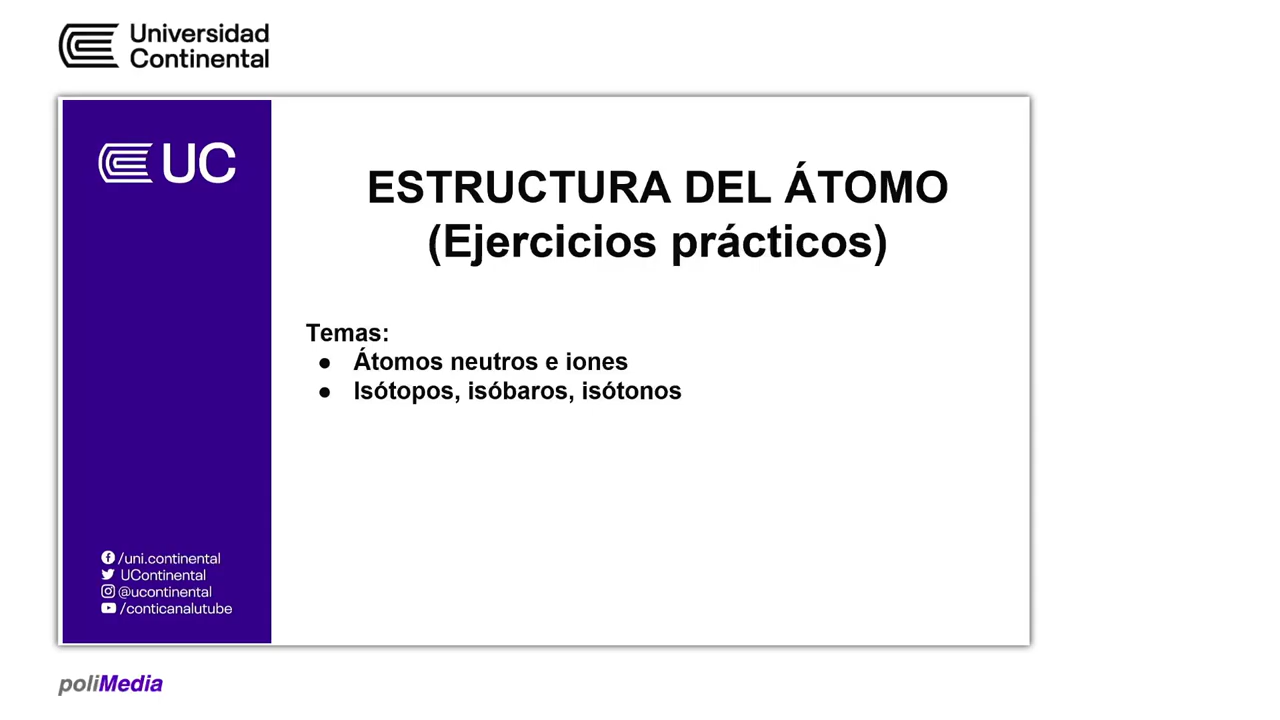 Universidad
Continental
UC
ESTRUCTURA DEL ÁTOMO
(Ejercicios prácticos)
Temas:
● Átomos neutros e iones
● Isótopos, isóbaros, isótonos
/uni.continental
UContinental
@ucontinental
/conticanalutube
poliMedia